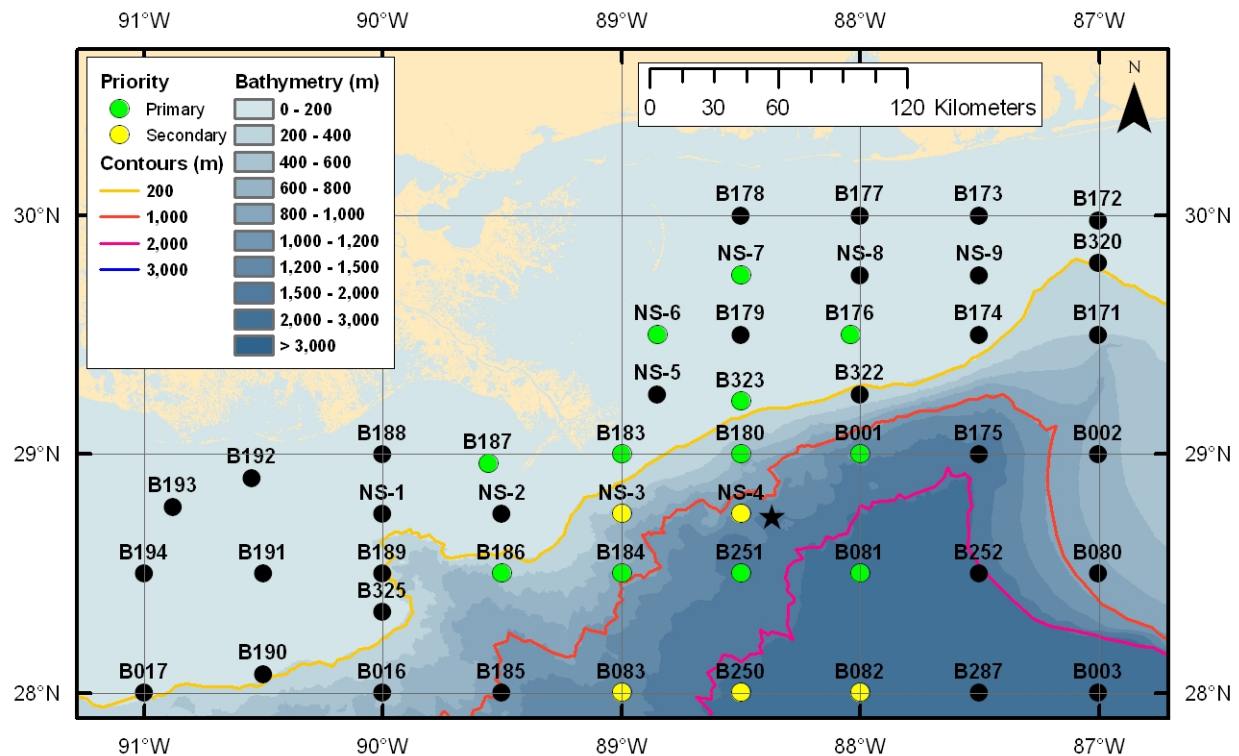 91°W 90°W 89°W 88°W 87°W
Priority
Primary
Secondary
Contours (m)
200
1,000
2,000
3,000
Bathymetry (m)
0 - 200
200 - 400
400 - 600
600 - 800
800 - 1,000
1,000 - 1,200
1,200 - 1,500
1,500 - 2,000
2,000 - 3,000
> 3,000
0 30 60 120 Kilometers
N
30°N 30°N
B178 B177 B173 B172
B320
NS-7 NS-8 NS-9
NS-6 B179 B176 B174 B171
NS-5 B323 B322
29°N 29°N
B188 B187 B183 B180 B001 B175 B002
B192
B193 NS-1 NS-2 NS-3 NS-4
B194 B191 B189 B186 B184 B251 B081 B252 B080
B325
B190
28°N 28°N
B017 B016 B185 B083 B250 B082 B287 B003
91°W 90°W 89°W 88°W 87°W